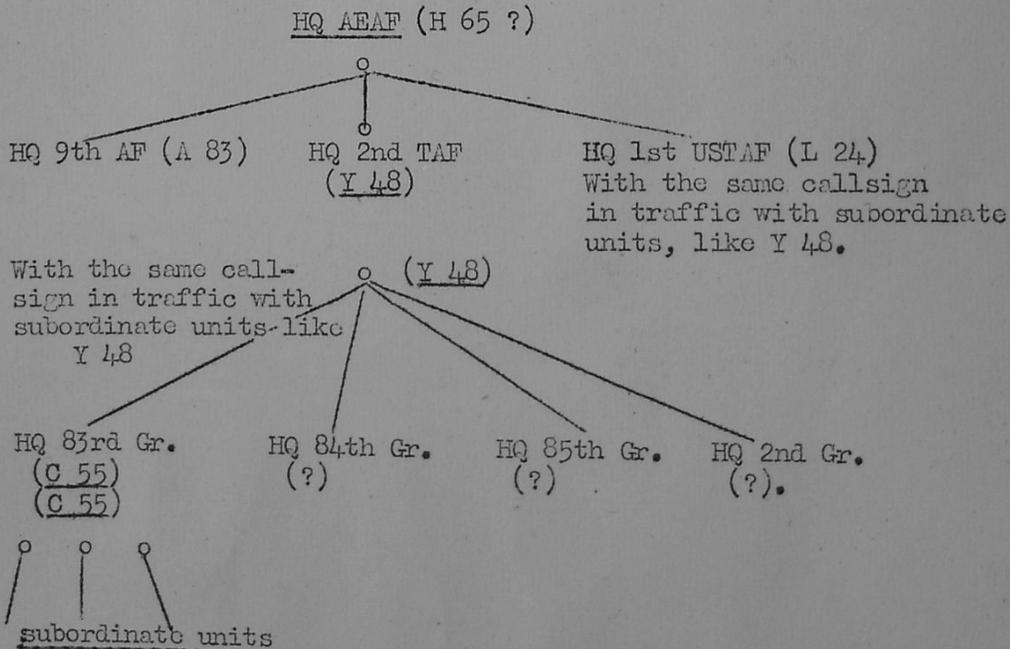 HQ AEAF (H 65 ?)
HQ 9th AF (A 83)
HQ 2nd TAF
(Y 48)
HQ 1st USTAF (L 24)
With the same callsign
in traffic with subordinate
units, like Y 48.
With the same call-
sign in traffic with
subordinate units-like
Y 48
(Y 48)
HQ 83rd Gr.
(C 55)
(C 55)
HQ 84th Gr.
(?)
HQ 85th Gr.
(?)
HQ 2nd Gr.
(?).
subordinate units